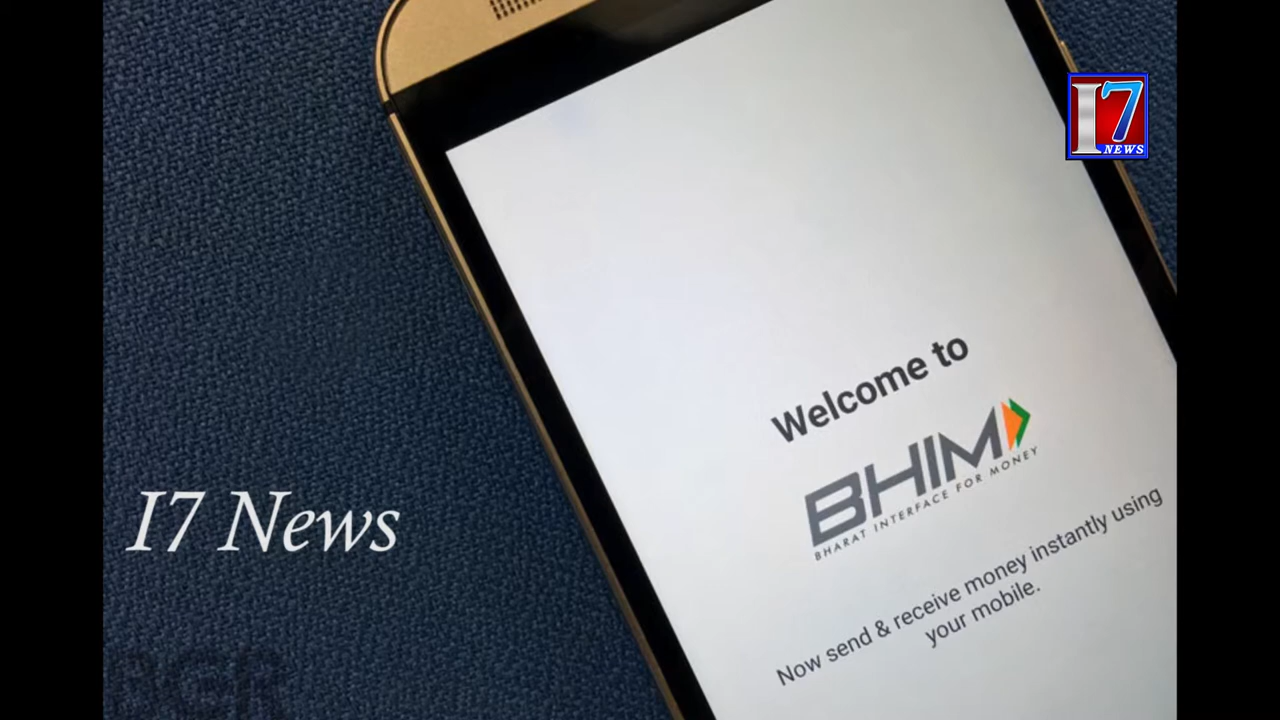 I7
NEWS
Welcome to
BHIM
BHARAT INTERFACE FOR MONEY
Now send & receive money instantly using
your mobile.
I7 News